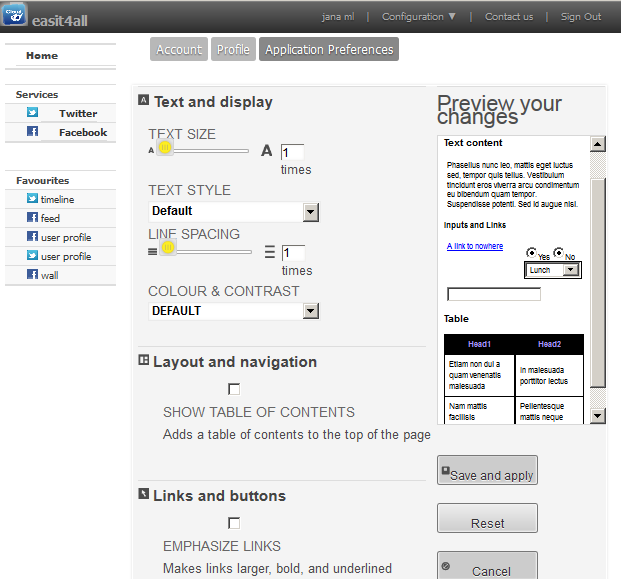 Cloud
easit4all
jana ml | Configuration ▼ | Contact us | Sign Out
Home
Services
Twitter
Facebook
Favourites
timeline
feed
user profile
user profile
wall
Account
Profile
Application Preferences
A Text and display
TEXT SIZE
A A 1
times
TEXT STYLE
Default
LINE SPACING
1
times
COLOUR & CONTRAST
DEFAULT
Layout and navigation
SHOW TABLE OF CONTENTS
Adds a table of contents to the top of the page
Links and buttons
EMPHASIZE LINKS
Makes links larger, bold, and underlined
Preview your
changes
Text content
Phasellus nunc leo, mattis eget luctus
sed, tempor quis tellus. Vestibulum
tincidunt eros viverra arcu condimentum
eu bibendum quam tempor.
Suspendisse potenti. Sed id augue nisl.
Inputs and Links
A link to nowhere
Yes No
Lunch
Table
Head1 Head2
Etiam non dui a
quam venenatis
malesuada
In malesuada
porttitor lectus
Nam mattis
facilisis
Pellentesque
mattis neque
Save and apply
Reset
Cancel